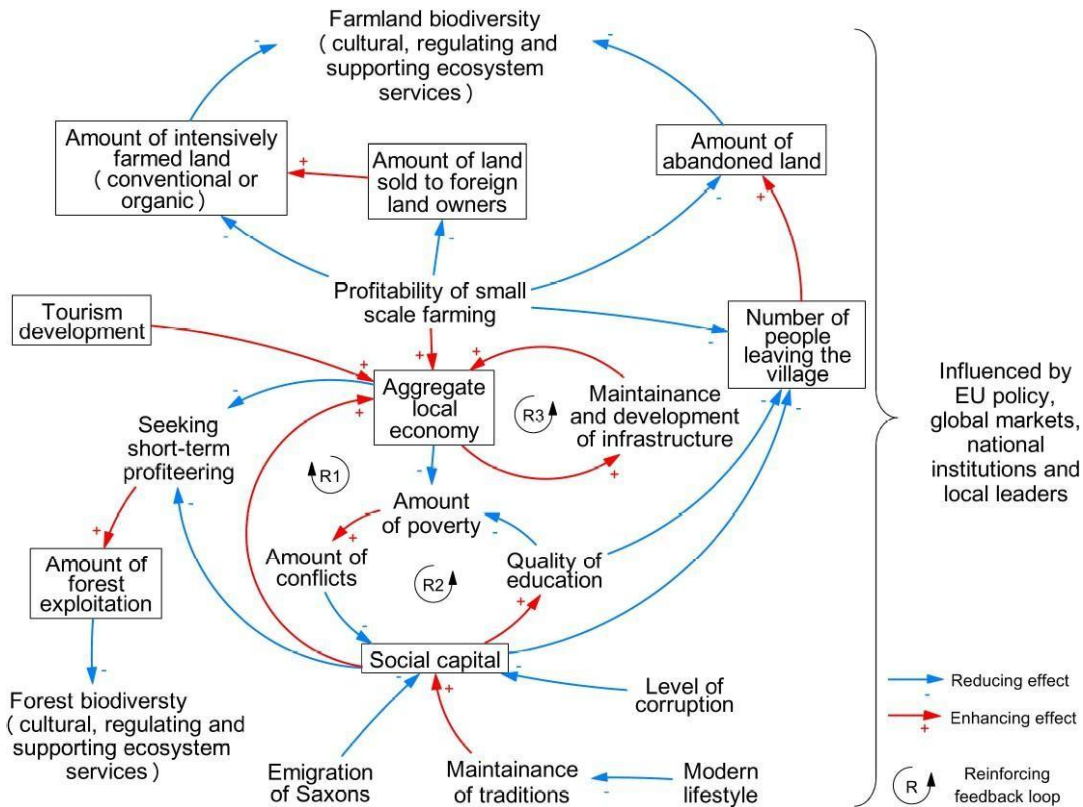 Farmland biodiversity
( cultural, regulating and
supporting ecosystem
services )
Amount of intensively
farmed land
( conventional or
organic )
Amount of land
sold to foreign
land owners
Amount of
abandoned land
Profitability of small
scale farming
Tourism
development
Number of
people
leaving the
village
Aggregate
local
economy
Maintainance
and development
of infrastructure
R3
Seeking
short-term
profiteering
R1
Amount
of poverty
Amount of
conflicts
R2
Quality of
education
Amount of
forest
exploitation
Social capital
Level of
corruption
Forest biodiversty
( cultural, regulating and
supporting ecosystem
services )
Emigration
of Saxons
Maintainance
of traditions
Modern
lifestyle
Influenced by
EU policy,
global markets,
national
institutions and
local leaders
Reducing effect
-
Enhancing effect
+
R
Reinforcing
feedback loop